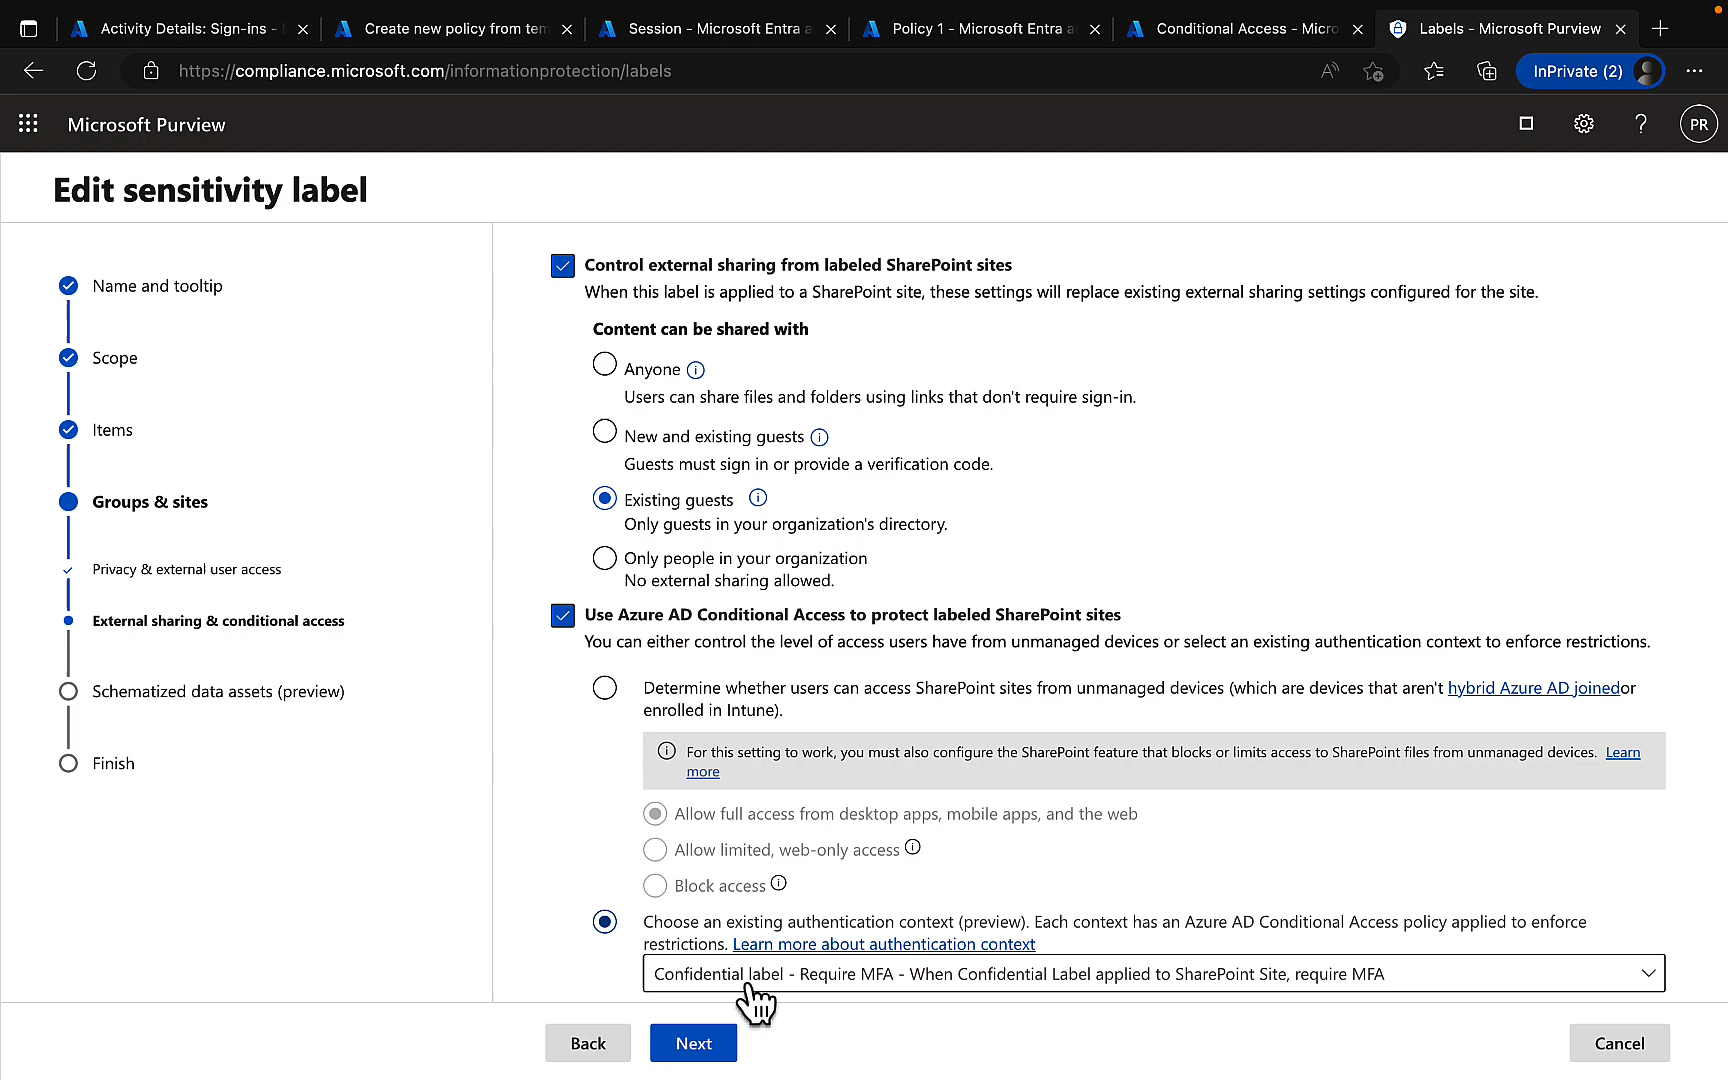 Activity Details: Sign-ins -
Create new policy from tem
Session - Microsoft Entra a
Policy 1 - Microsoft Entra a
Conditional Access - Micro
Labels - Microsoft Purview
https://compliance.microsoft.com/informationprotection/labels
InPrivate (2)
Microsoft Purview
PR
Edit sensitivity label
Name and tooltip
Scope
Items
Groups & sites
Privacy & external user access
External sharing & conditional access
Schematized data assets (preview)
Finish
Control external sharing from labeled SharePoint sites
When this label is applied to a SharePoint site, these settings will replace existing external sharing settings configured for the site.
Content can be shared with
Anyone
Users can share files and folders using links that don't require sign-in.
New and existing guests
Guests must sign in or provide a verification code.
Existing guests
Only guests in your organization's directory.
Only people in your organization
No external sharing allowed.
Use Azure AD Conditional Access to protect labeled SharePoint sites
You can either control the level of access users have from unmanaged devices or select an existing authentication context to enforce restrictions.
Determine whether users can access SharePoint sites from unmanaged devices (which are devices that aren't hybrid Azure AD joinedor
enrolled in Intune).
For this setting to work, you must also configure the SharePoint feature that blocks or limits access to SharePoint files from unmanaged devices. Learn
more
Allow full access from desktop apps, mobile apps, and the web
Allow limited, web-only access
Block access
Choose an existing authentication context (preview). Each context has an Azure AD Conditional Access policy applied to enforce
restrictions. Learn more about authentication context
Confidential label - Require MFA - When Confidential Label applied to SharePoint Site, require MFA
Back
Next
Cancel